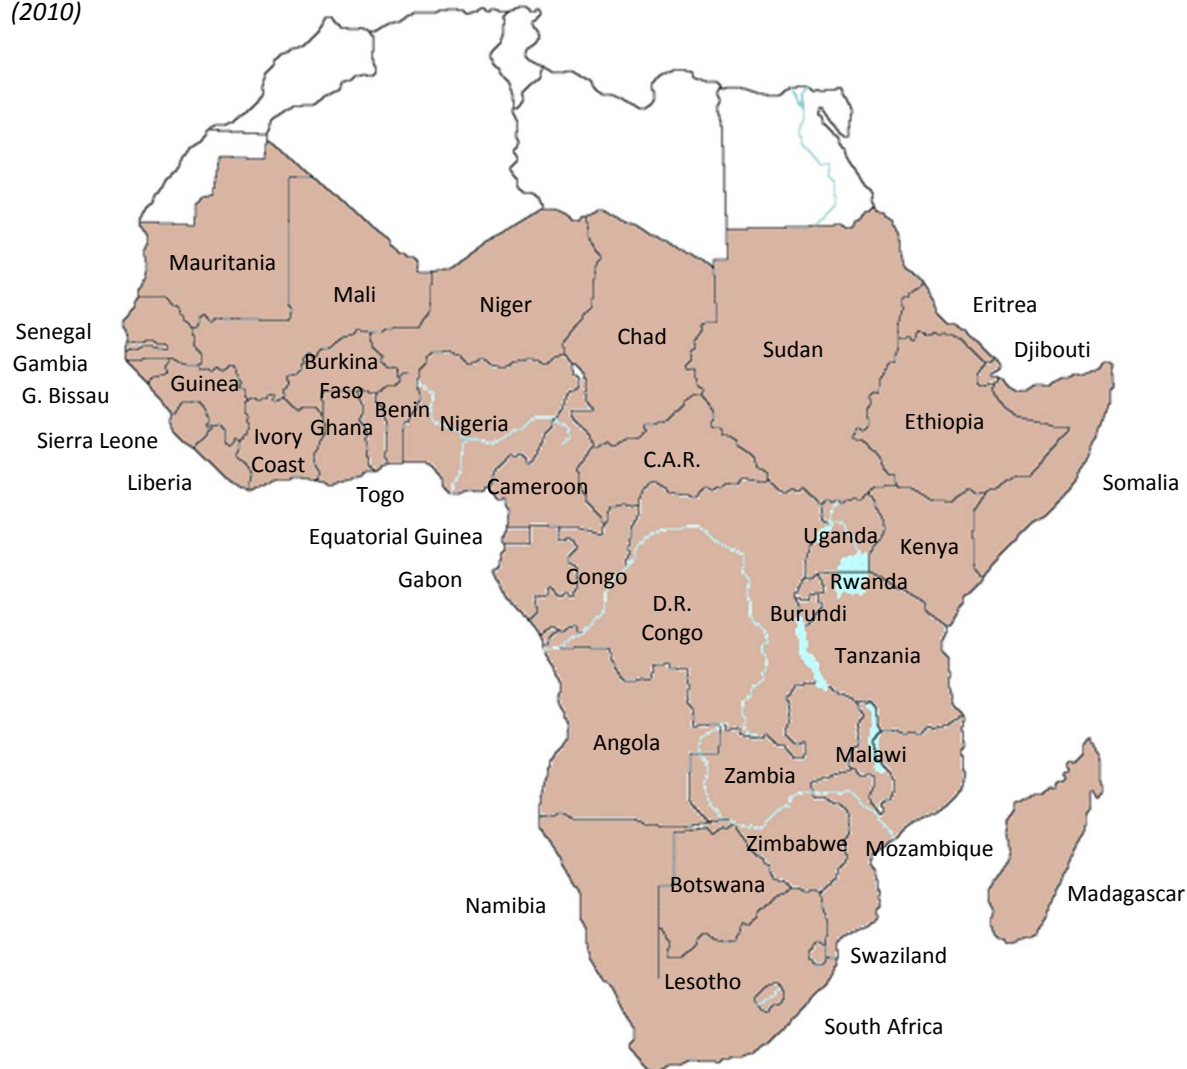 (2010)
Mauritania
Mali
Niger
Chad
Sudan
Eritrea
Djibouti
Senegal
Gambia
G. Bissau
Guinea
Burkina
Faso
Sierra Leone
Liberia
Ivory
Coast
Ghana
Benin
Togo
Nigeria
Cameroon
C.A.R.
Ethiopia
Somalia
Equatorial Guinea
Gabon
Congo
D.R.
Congo
Uganda
Kenya
Rwanda
Burundi
Tanzania
Angola
Zambia
Malawi
Zimbabwe
Mozambique
Madagascar
Namibia
Botswana
Swaziland
Lesotho
South Africa